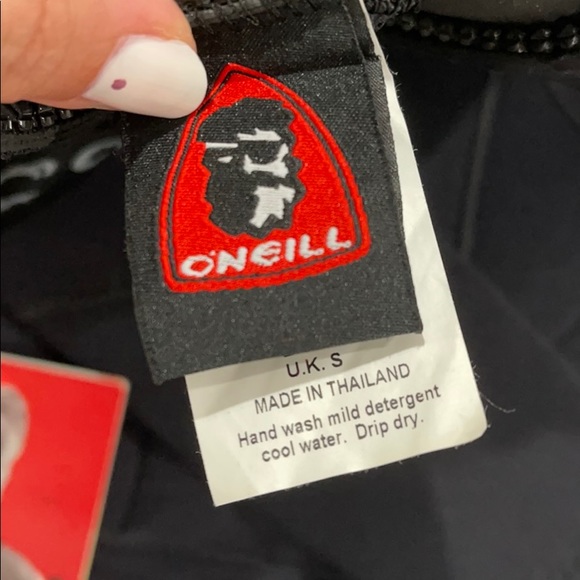 O'NEILL
U.K. S
MADE IN THAILAND
Hand wash mild detergent
cool water. Drip dry.